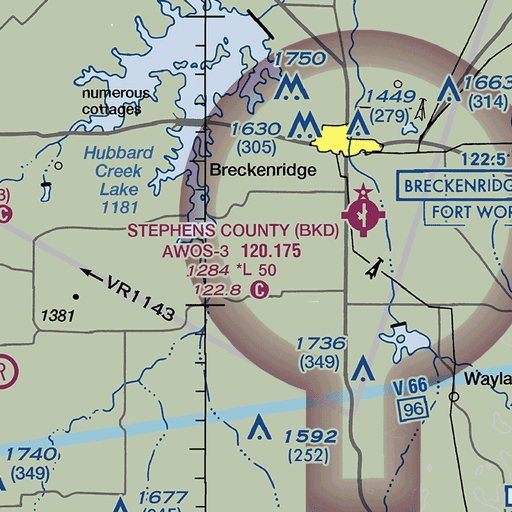 1750
1663
(314)
numerous
cottages
1449
(279)
1630
(305)
Hubbard
Creek
Lake
1181
Breckenridge
122.5
BRECKENRIDG
FORT WOR
3)
C
STEPHENS COUNTY (BKD)
AWOS-3 120.175
1284 *L 50
122.8 C
VR1143
1381
1736
(349)
R
V 66
96
Wayla
1592
(252)
1740
(349)
1677